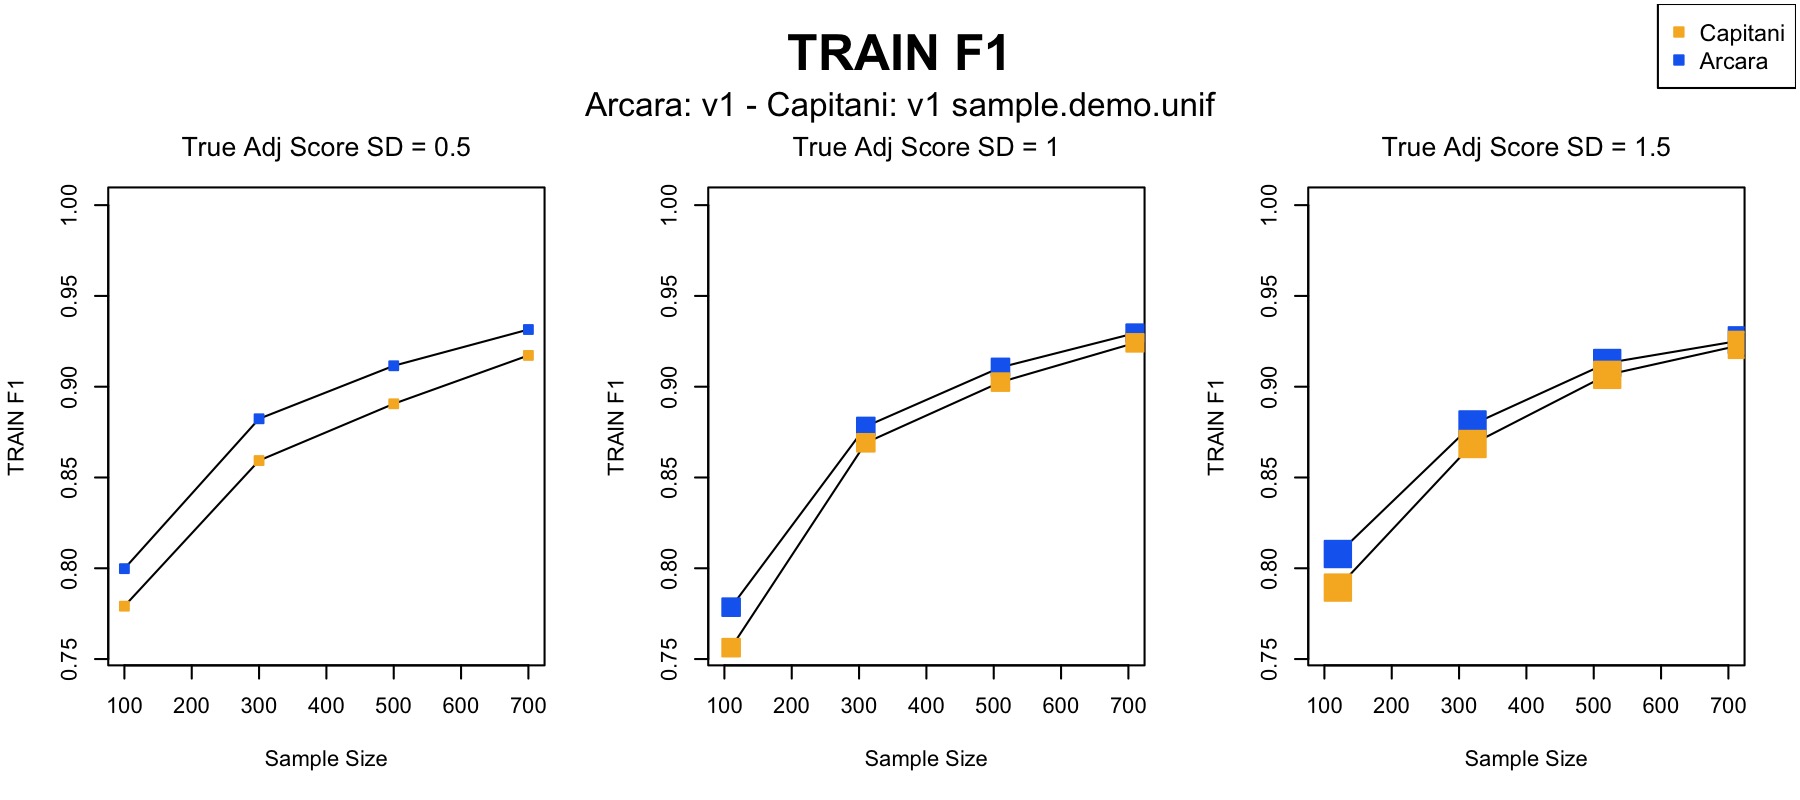 TRAIN F1
Arcara: v1 - Capitani: v1 sample.demo.unif
Capitani
Arcara
True Adj Score SD = 0.5
TRAIN F1
1.00
0.95
0.90
0.85
0.80
0.75
100 200 300 400 500 600 700
Sample Size
True Adj Score SD = 1
TRAIN F1
1.00
0.95
0.90
0.85
0.80
0.75
100 200 300 400 500 600 700
Sample Size
True Adj Score SD = 1.5
TRAIN F1
1.00
0.95
0.90
0.85
0.80
0.75
100 200 300 400 500 600 700
Sample Size